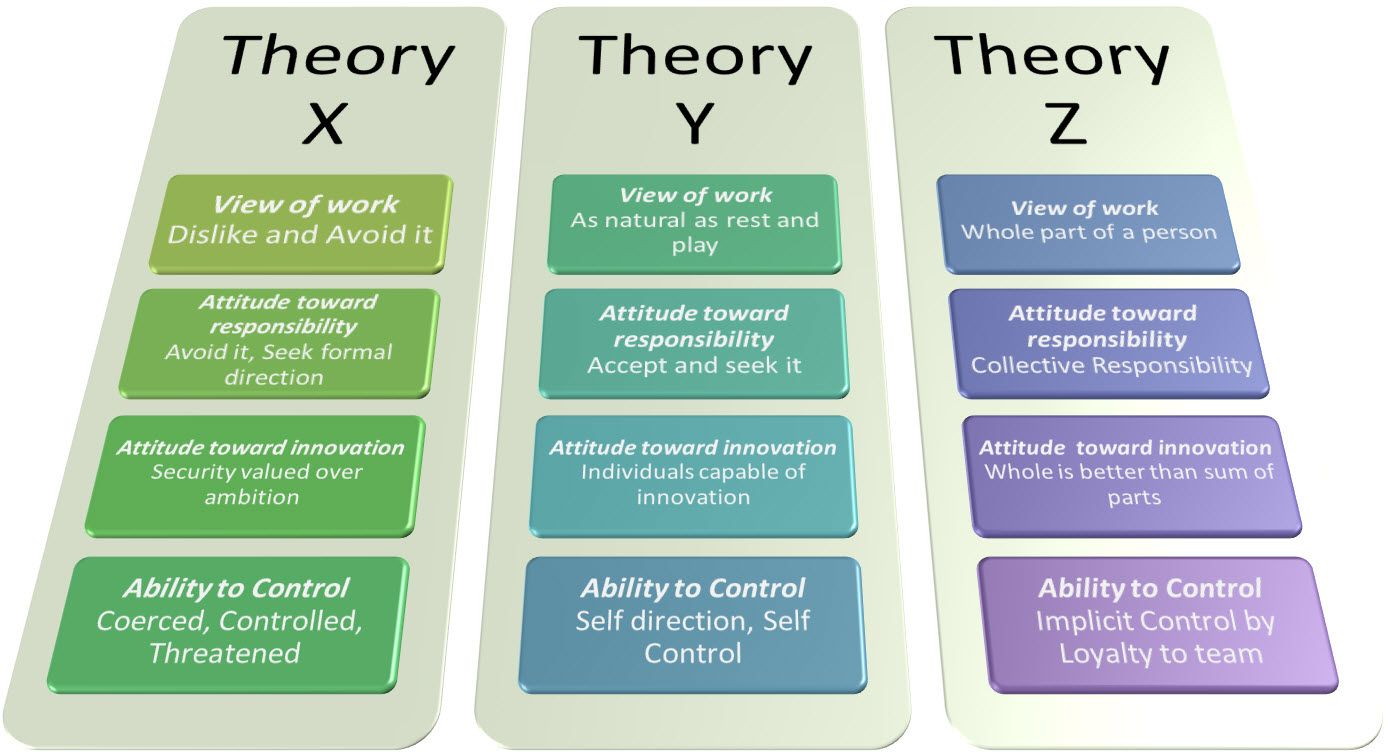 Theory
X
View of work
Dislike and Avoid it
Attitude toward
responsibility
Avoid it, Seek formal
direction
Attitude toward innovation
Security valued over
ambition
Ability to Control
Coerced, Controlled,
Threatened
Theory
Y
View of work
As natural as rest and
play
Attitude toward
responsibility
Accept and seek it
Attitude toward innovation
Individuals capable of
innovation
Ability to Control
Self direction, Self
Control
Theory
Z
View of work
Whole part of a person
Attitude toward
responsibility
Collective Responsibility
Attitude toward innovation
Whole is better than sum of
parts
Ability to Control
Implicit Control by
Loyalty to team